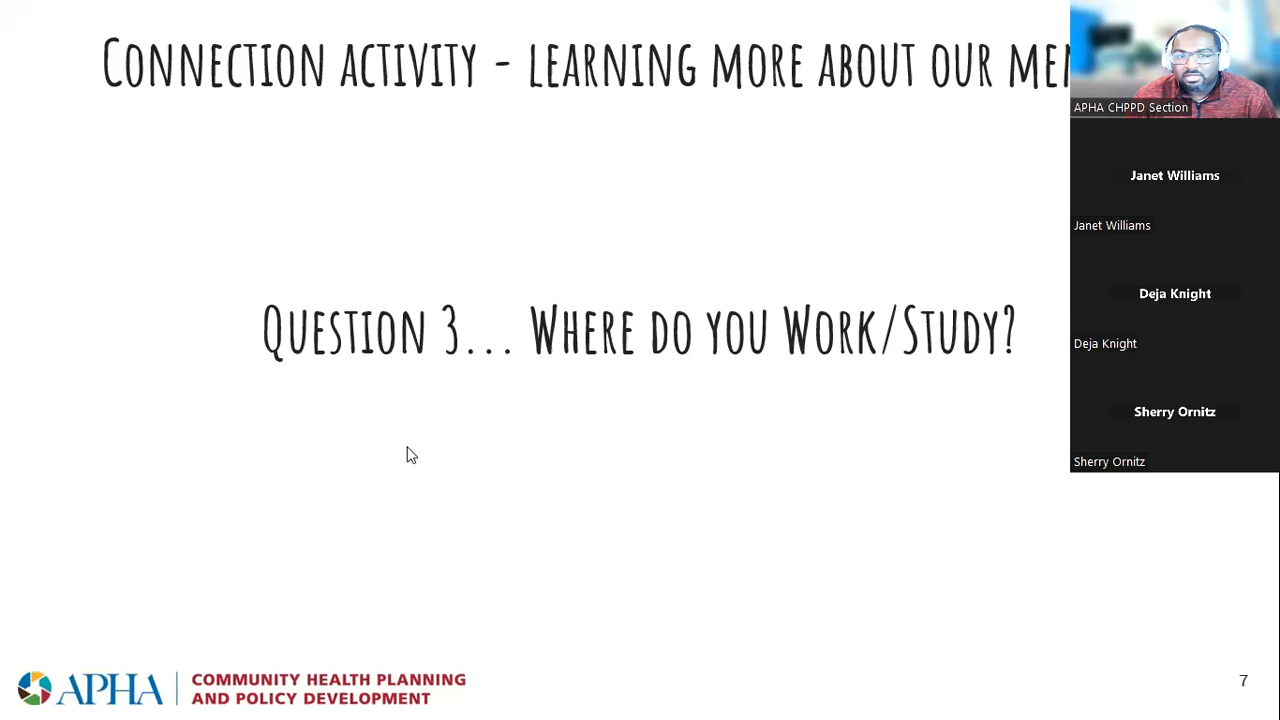 Connection activity - learning more about our
APHA CHPPD Section
Janet Williams
Janet Williams
Deja Knight
Deja Knight
Sherry Ornitz
Sherry Ornitz
Question 3... Where do you Work/Study?
APHA
COMMUNITY HEALTH PLANNING
AND POLICY DEVELOPMENT
7